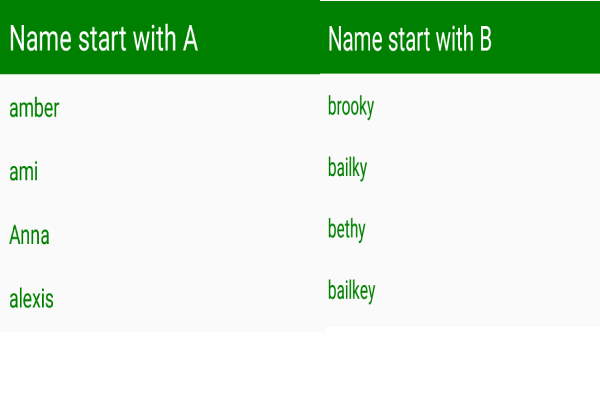 Name start with A
amber
ami
Anna
alexis
Name start with B
brooky
bailky
bethy
bailkey